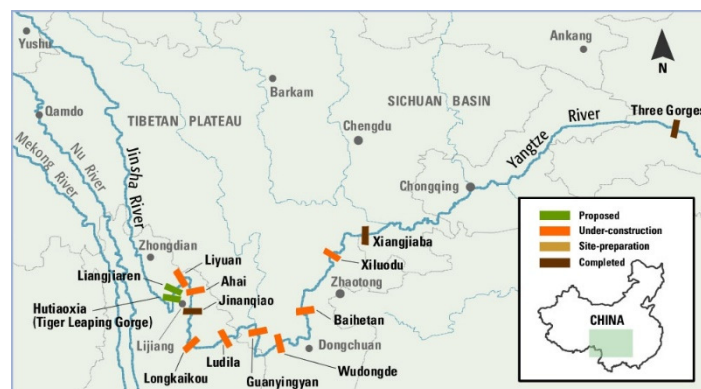 Yushu
Ankang
N
Barkam
SICHUAN BASIN
Qamdo
TIBETAN PLATEAU
Chengdu
Three Gorges
Yangtze
River
Mekong River
Nu River
Jinsha River
Chongqing
Zhongdian
Liyuan
Xiangjiaba
Liangjiaren
Ahai
Xiluodu
Hutiaoxia
(Tiger Leaping Gorge)
Jinanqiao
Zhaotong
Baihetan
Lijiang
Dongchuan
Longkaikou
Ludila
Guanyingyan
Wudongde
Proposed
Under-construction
Site-preparation
Completed
CHINA